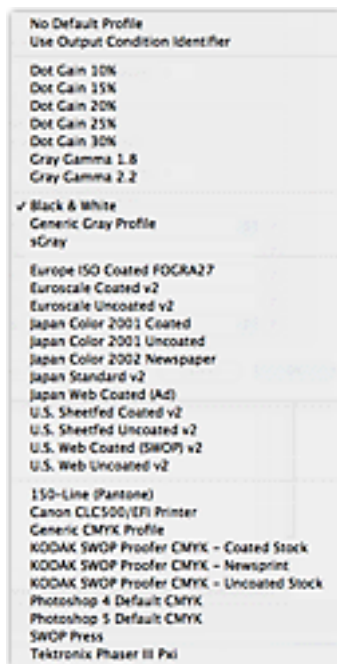 No Default Profile
Use Output Condition Identifier
Dot Gain 10%
Dot Gain 15%
Dot Gain 20%
Dot Gain 25%
Dot Gain 30%
Gray Gamma 1.8
Gray Gamma 2.2
✓ Black & White
Generic Gray Profile
sGray
Europe ISO Coated FOGRA27
Euroscale Coated v2
Euroscale Uncoated v2
Japan Color 2001 Coated
Japan Color 2001 Uncoated
Japan Color 2002 Newspaper
Japan Standard v2
Japan Web Coated (Ad)
U.S. Sheetfed Coated v2
U.S. Sheetfed Uncoated v2
U.S. Web Coated (SWOP) v2
U.S. Web Uncoated v2
150-Line (Pantone)
Canon CLC500/EFI Printer
Generic CMYK Profile
KODAK SWOP Proofer CMYK - Coated Stock
KODAK SWOP Proofer CMYK - Newsprint
KODAK SWOP Proofer CMYK - Uncoated Stock
Photoshop 4 Default CMYK
Photoshop 5 Default CMYK
SWOP Press
Tektronix Phaser III Pxi